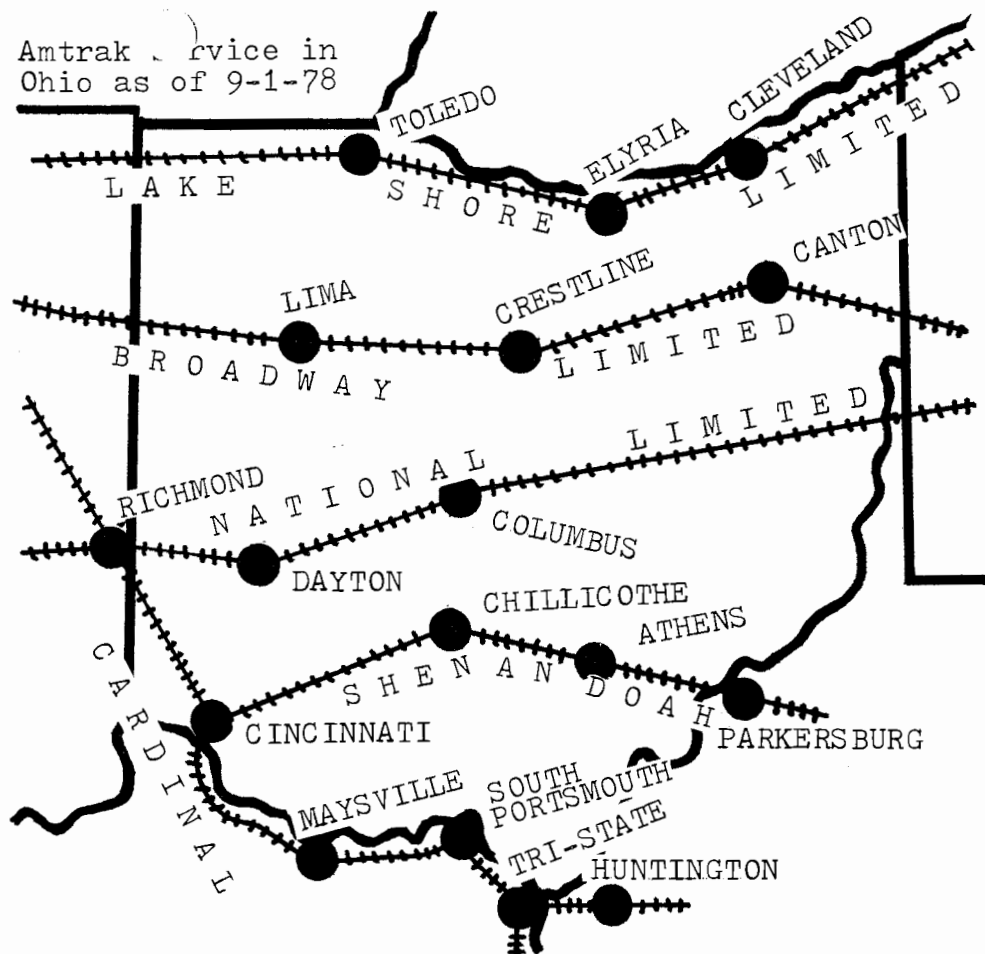 Amtrak rvice in
Ohio as of 9-1-78
TOLEDO
CLEVELAND
ELYRIA
LAKE SHORE LIMITED
CANTON
LIMA
CRESTLINE
BROADWAY LIMITED
RICHMOND
NATIONAL LIMITED
COLUMBUS
DAYTON
CHILLICOTHE
ATHENS
SHENANDOAH
CARDINAL
CINCINNATI
PARKERSBURG
MAYSVILLE
SOUTH
PORTSMOUTH
TRI-STATE
HUNTINGTON